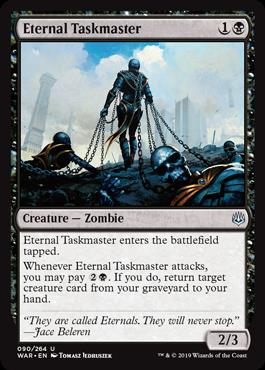 Eternal Taskmaster 1
Creature — Zombie
Eternal Taskmaster enters the battlefield
tapped.
Whenever Eternal Taskmaster attacks,
you may pay 2. If you do, return target
creature card from your graveyard to
your hand.
“They are called Eternals. They will never stop.”
—Jace Beleren
2/3
090/264 U
WAR • EN TOMASZ JEDRUSZEK
™ & © 2019 Wizards of the Coast